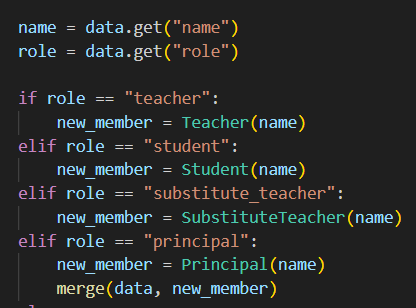 name = data.get("name")
role = data.get("role")

if role == "teacher":
    new_member = Teacher(name)
elif role == "student":
    new_member = Student(name)
elif role == "substitute_teacher":
    new_member = SubstituteTeacher(name)
elif role == "principal":
    new_member = Principal(name)
    merge(data, new_member)